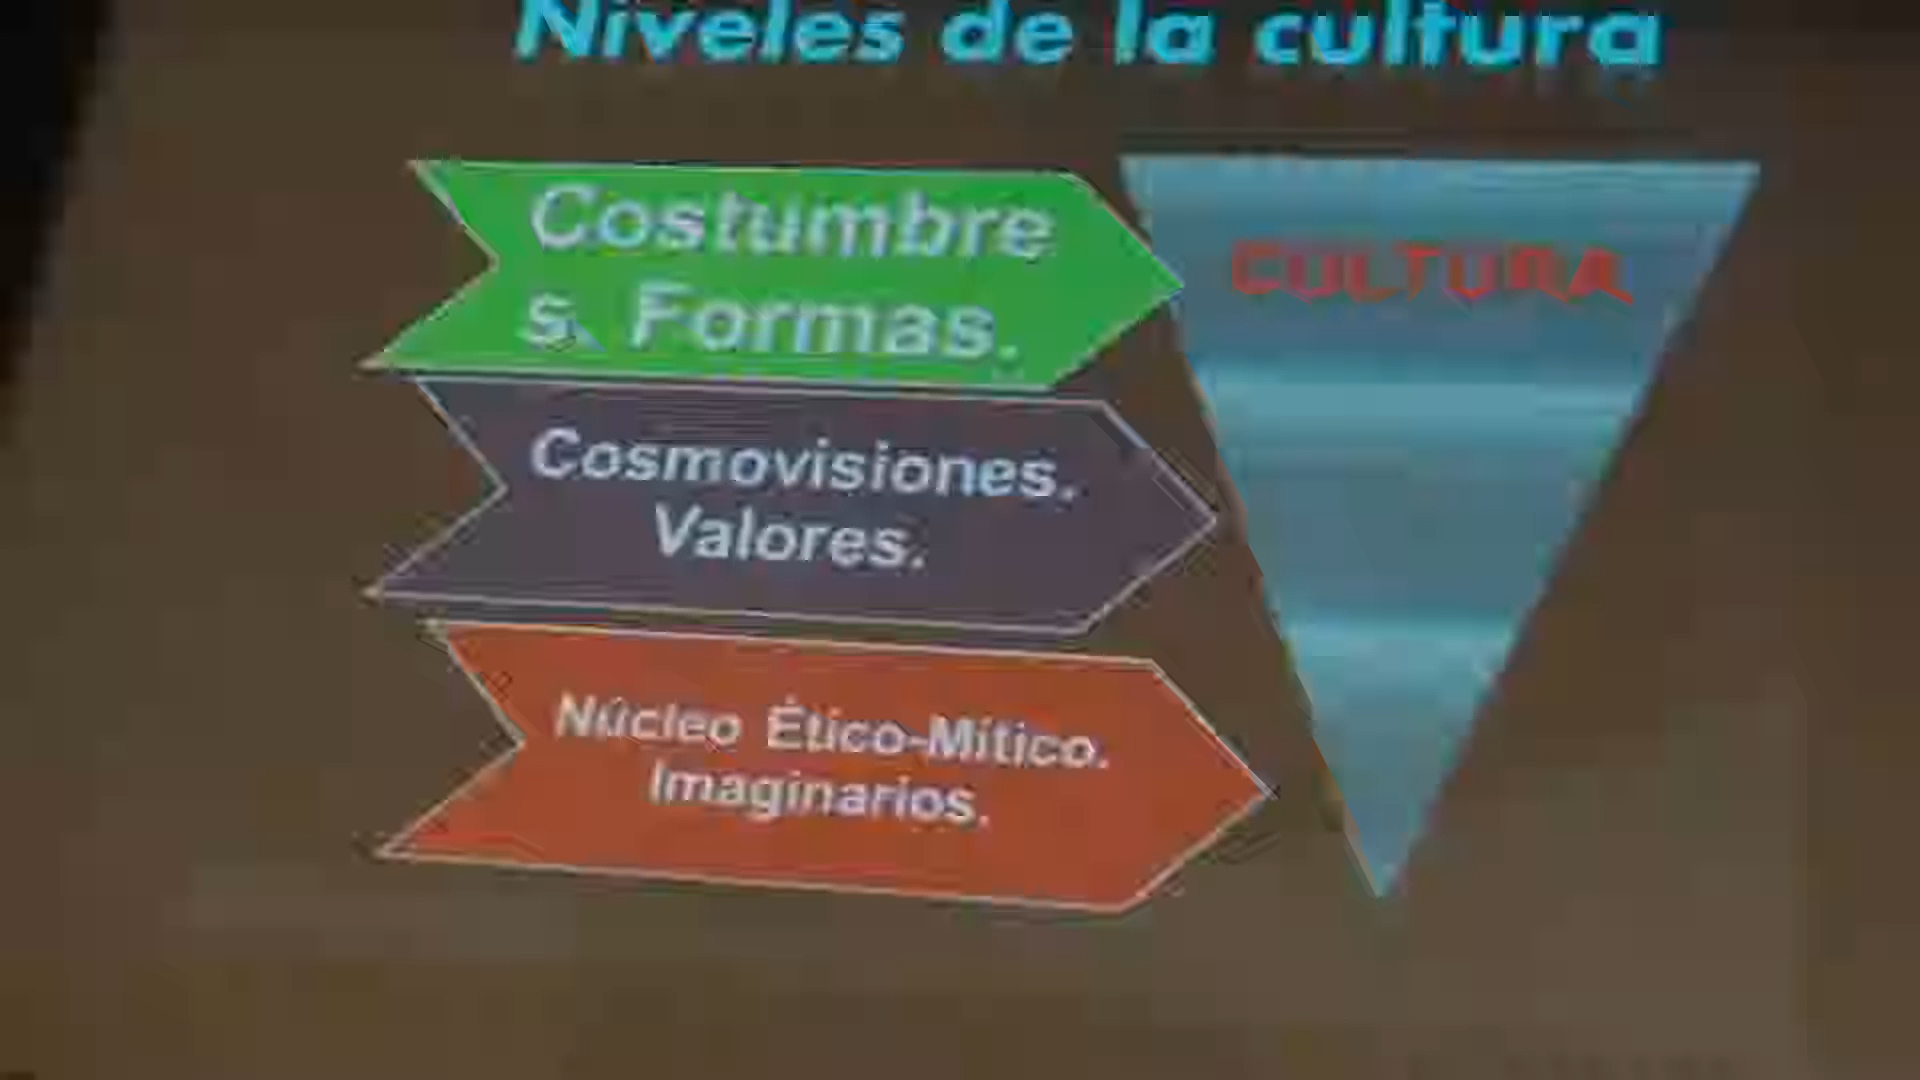 Niveles de la cultura
Costumbre
s. Formas.
CULTURA
Cosmovisiones.
Valores.
Núcleo Ético-Mítico.
Imaginarios.